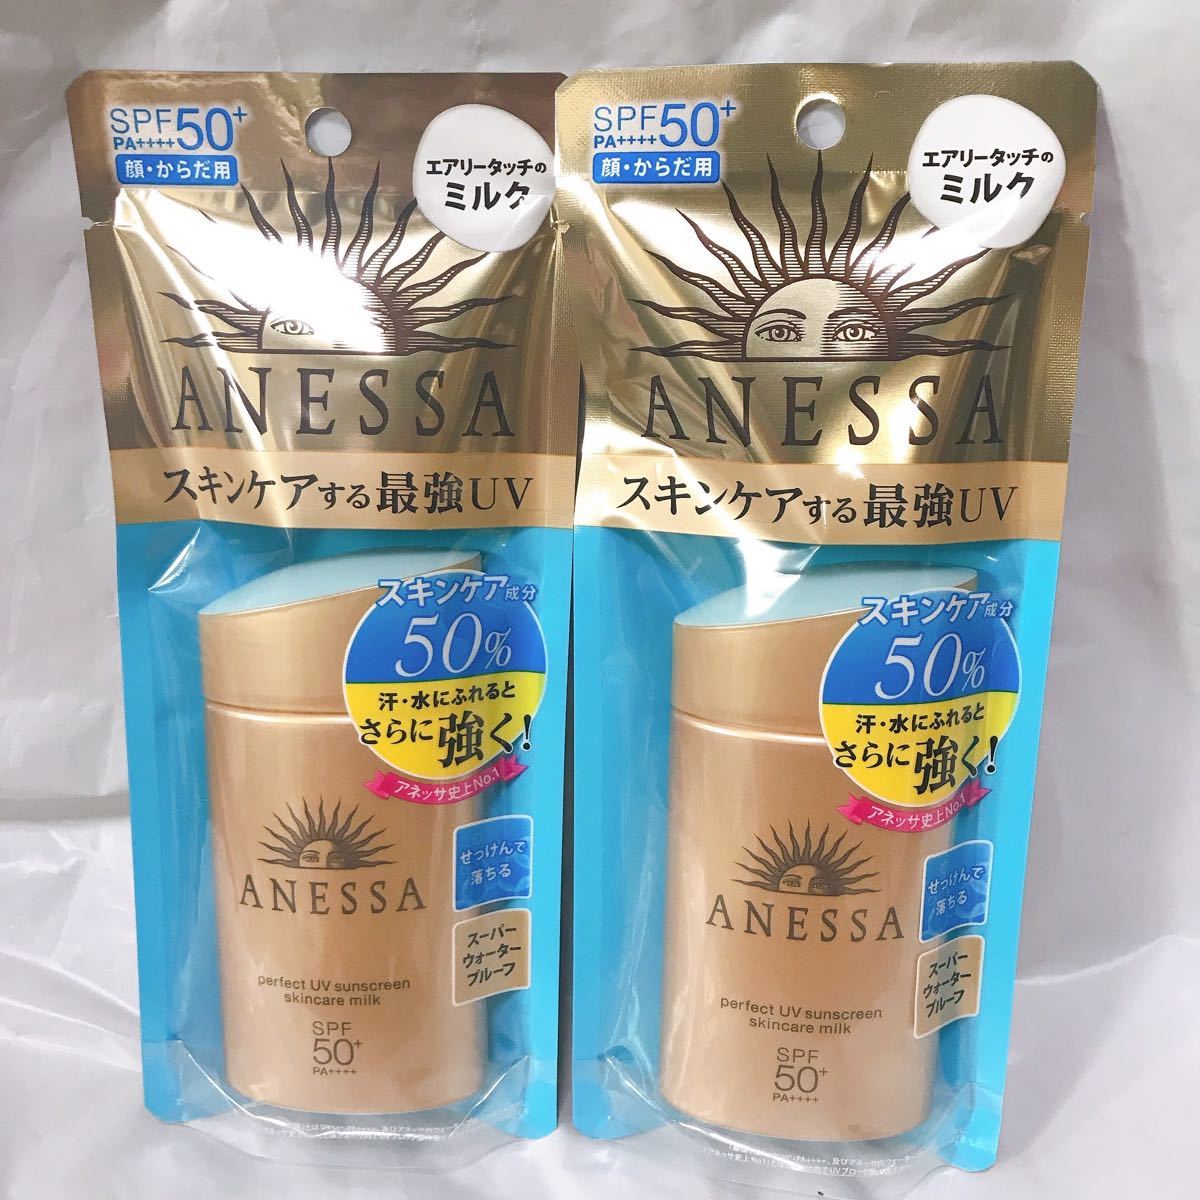 SPF50+
PA++++
顔・からだ用
エアリータッチの
ミルク
ANESSA
スキンケアする最強UV
スキンケア成分
50%
汗・水にふれると
さらに強く!
アネッサ史上No.1
ANESSA
せっけんで
落ちる
スーパー
ウォーター
プルーフ
perfect UV sunscreen
skincare milk
SPF
50+
PA++++
SPF50+
PA++++
顔・からだ用
エアリータッチの
ミルク
ANESSA
スキンケアする最強UV
スキンケア成分
50%
汗・水にふれると
さらに強く!
アネッサ史上No.1
ANESSA
せっけんで
落ちる
スーパー
ウォーター
プルーフ
perfect UV sunscreen
skincare milk
SPF
50+
PA++++